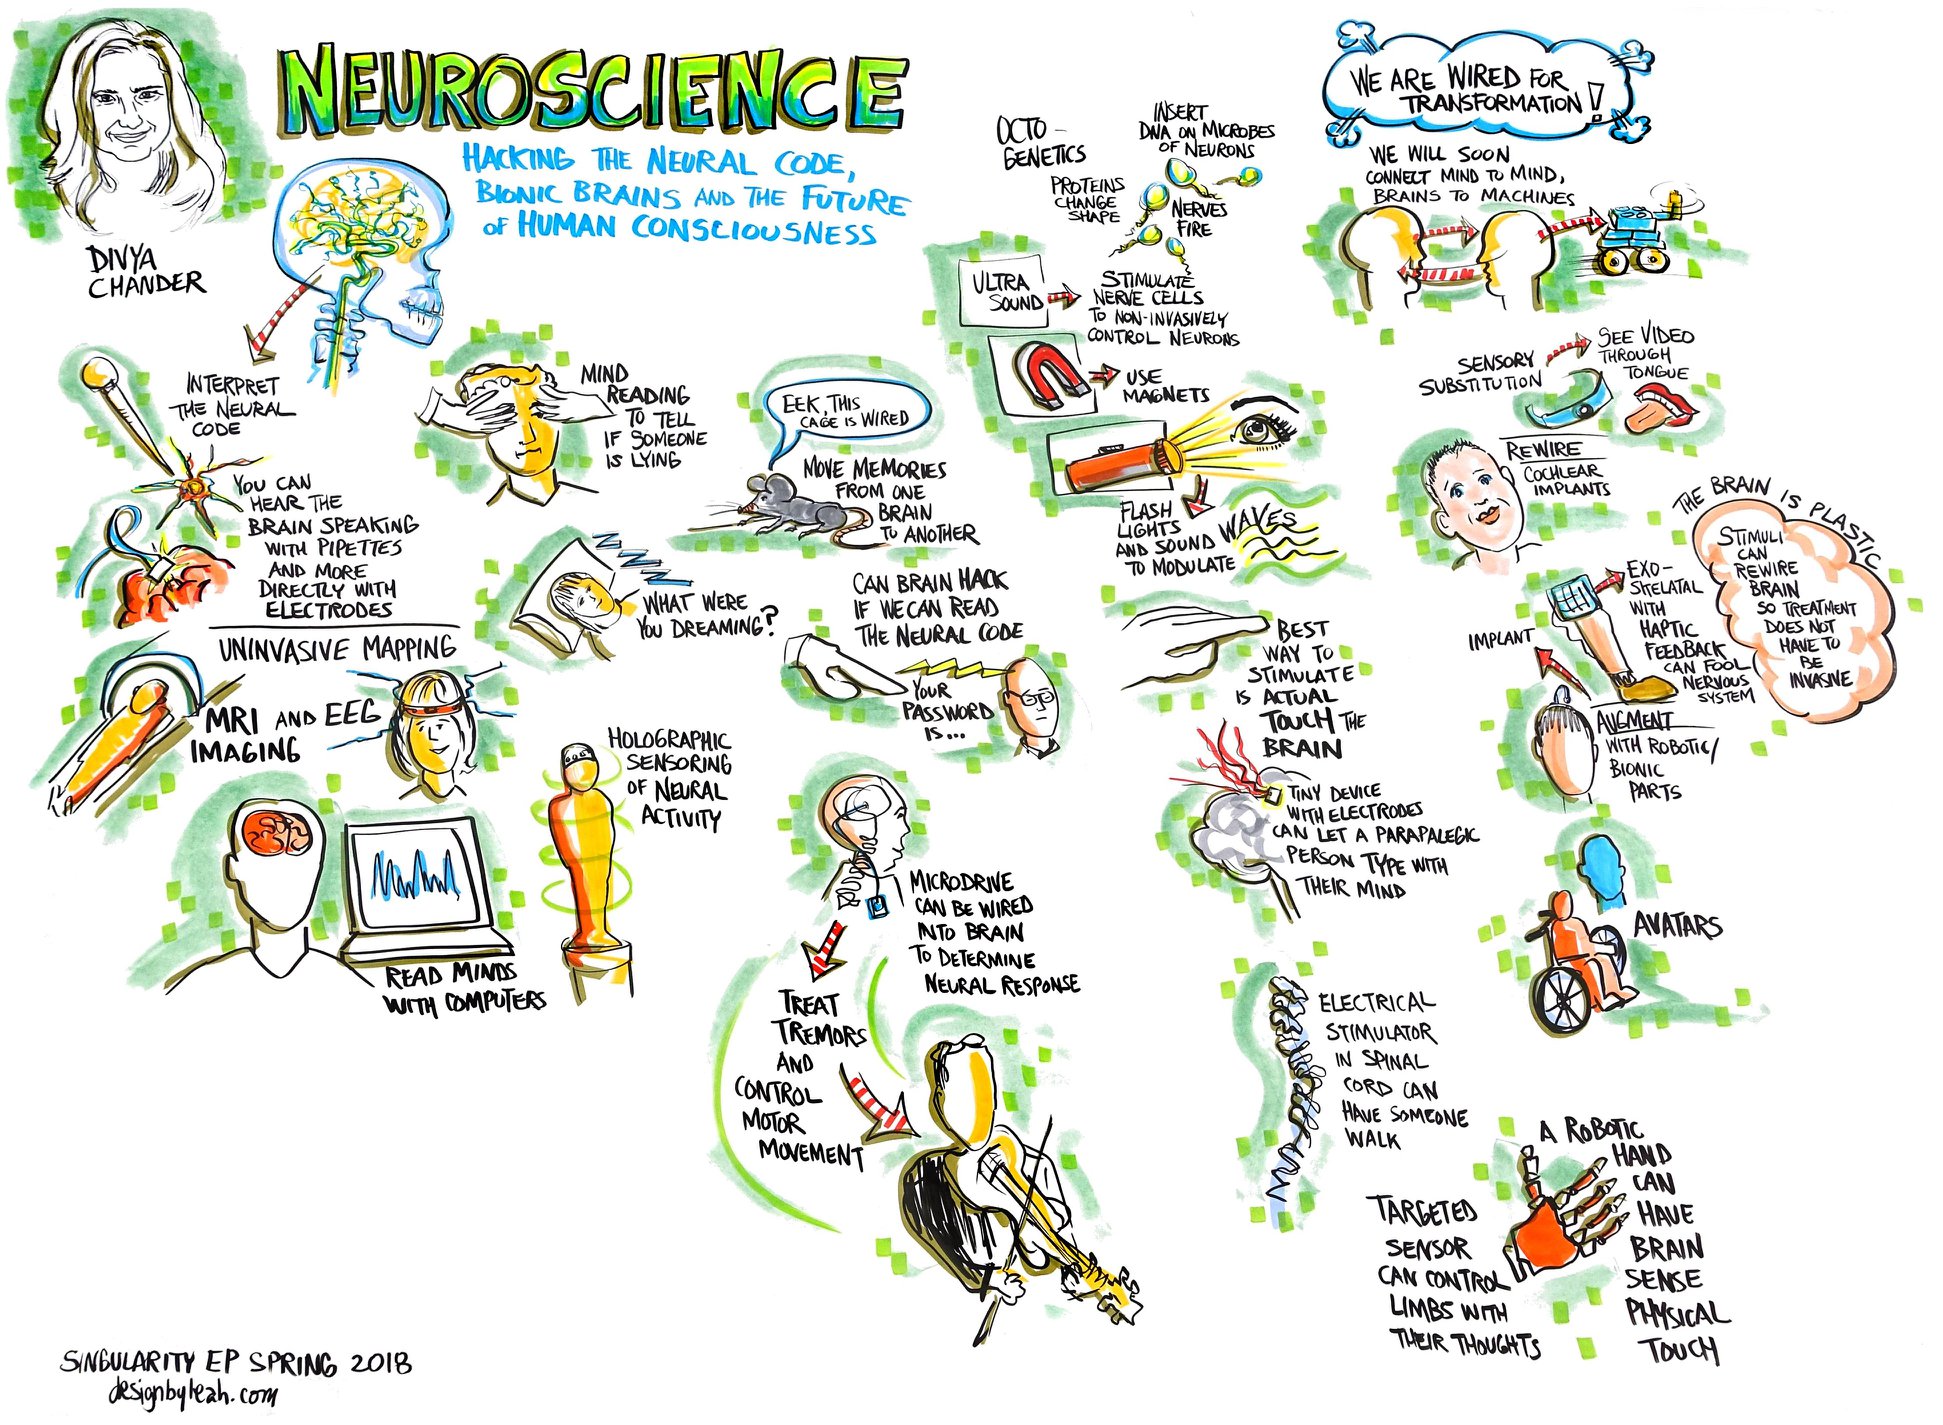 NEUROSCIENCE
HACKING THE NEURAL CODE,
BIONIC BRAINS AND THE FUTURE
OF HUMAN CONSCIOUSNESS
DIVYA
CHANDER
INTERPRET
THE NEURAL
CODE
YOU CAN
HEAR THE
BRAIN SPEAKING
WITH PIPETTES
AND MORE
DIRECTLY WITH
ELECTRODES
UNINVASIVE MAPPING
MRI AND EEG
IMAGING
READ MINDS
WITH COMPUTERS
MIND
READING
TO TELL
IF SOMEONE
IS LYING
WHAT WERE
YOU DREAMING?
HOLOGRAPHIC
SENSORING
OF NEURAL
ACTIVITY
EEK, THIS
CAGE IS WIRED
MOVE MEMORIES
FROM ONE
BRAIN
TO ANOTHER
CAN BRAIN HACK
IF WE CAN READ
THE NEURAL CODE
YOUR
PASSWORD
IS...
MICRODRIVE
CAN BE WIRED
INTO BRAIN
TO DETERMINE
NEURAL RESPONSE
TREAT
TREMORS
AND
CONTROL
MOTOR
MOVEMENT
OCTO-
GENETICS
INSERT
DNA ON MICROBES
OF NEURONS
PROTEINS
CHANGE
SHAPE
NERVES
FIRE
ULTRA
SOUND
STIMULATE
NERVE CELLS
TO NON-INVASIVELY
CONTROL NEURONS
USE
MAGNETS
FLASH
LIGHTS
AND SOUND WAVES
TO MODULATE
BEST
WAY TO
STIMULATE
IS ACTUAL
TOUCH THE
BRAIN
TINY DEVICE
WITH ELECTRODES
CAN LET A PARAPALEGIC
PERSON TYPE WITH
THEIR MIND
ELECTRICAL
STIMULATOR
IN SPINAL
CORD CAN
HAVE SOMEONE
WALK
WE ARE WIRED FOR
TRANSFORMATION!
WE WILL SOON
CONNECT MIND TO MIND,
BRAINS TO MACHINES
SENSORY
SUBSTITUTION
SEE VIDEO
THROUGH
TONGUE
REWIRE
COCHLEAR
IMPLANTS
THE BRAIN IS PLASTIC
STIMULI
CAN
REWIRE
BRAIN
SO TREATMENT
DOES NOT
HAVE TO
BE
INVASIVE
EXO-
SKELATAL
WITH
HAPTIC
FEEDBACK
CAN FOOL
NERVOUS
SYSTEM
IMPLANT
AUGMENT
WITH ROBOTIC/
BIONIC
PARTS
AVATARS
TARGETED
SENSOR
CAN CONTROL
LIMBS WITH
THEIR THOUGHTS
A ROBOTIC
HAND
CAN
HAVE
BRAIN
SENSE
PHYSICAL
TOUCH
SINGULARITY EP SPRING 2018
designbyleah.com